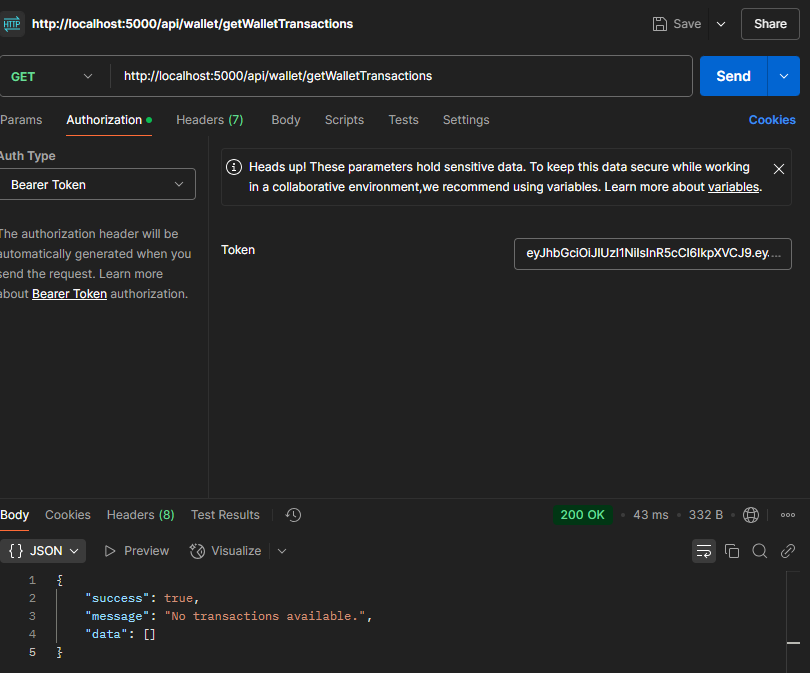 HTTP http://localhost:5000/api/wallet/getWalletTransactions Save Share
GET http://localhost:5000/api/wallet/getWalletTransactions Send
Params Authorization Headers (7) Body Scripts Tests Settings Cookies
Auth Type
Bearer Token
The authorization header will be
automatically generated when you
send the request. Learn more
about Bearer Token authorization.
Heads up! These parameters hold sensitive data. To keep this data secure while working
in a collaborative environment,we recommend using variables. Learn more about variables.
Token eyJhbGciOiJIUzI1NiIsInR5cCI6IkpXVCJ9.ey....
Body Cookies Headers (8) Test Results 200 OK 43 ms 332 B
{} JSON Preview Visualize
1 {
2 "success": true,
3 "message": "No transactions available.",
4 "data": []
5 }